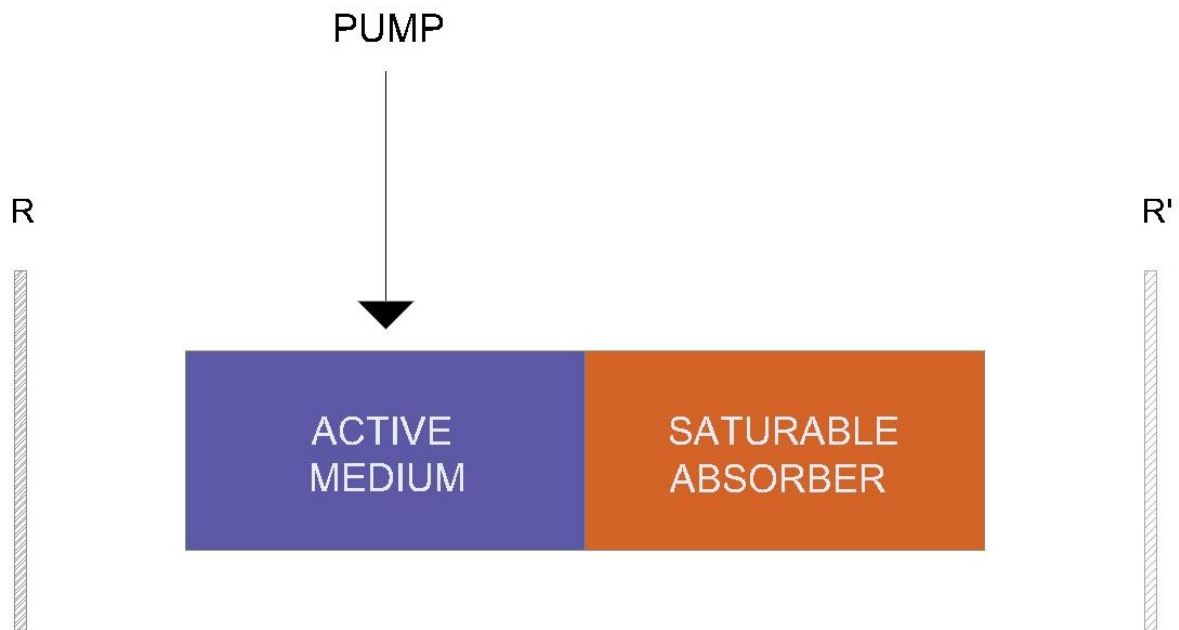 PUMP
R
R'
ACTIVE
MEDIUM
SATURABLE
ABSORBER